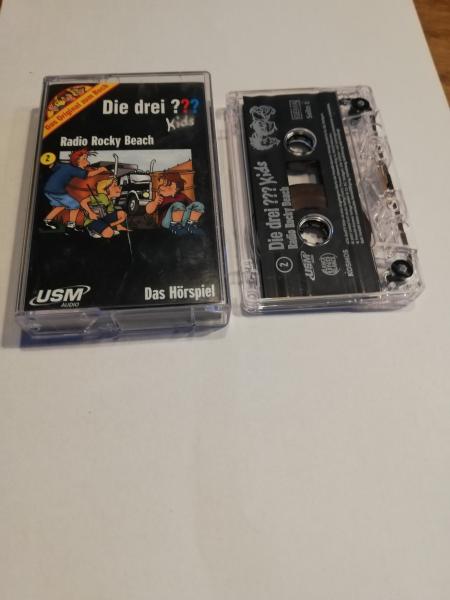 Das Original zum Buch
Die drei ???
Kids
Radio Rocky Beach
2
USM
AUDIO
Das Hörspiel
Die drei ??? Kids
Radio Rocky Beach
2
USM
KOSMOS